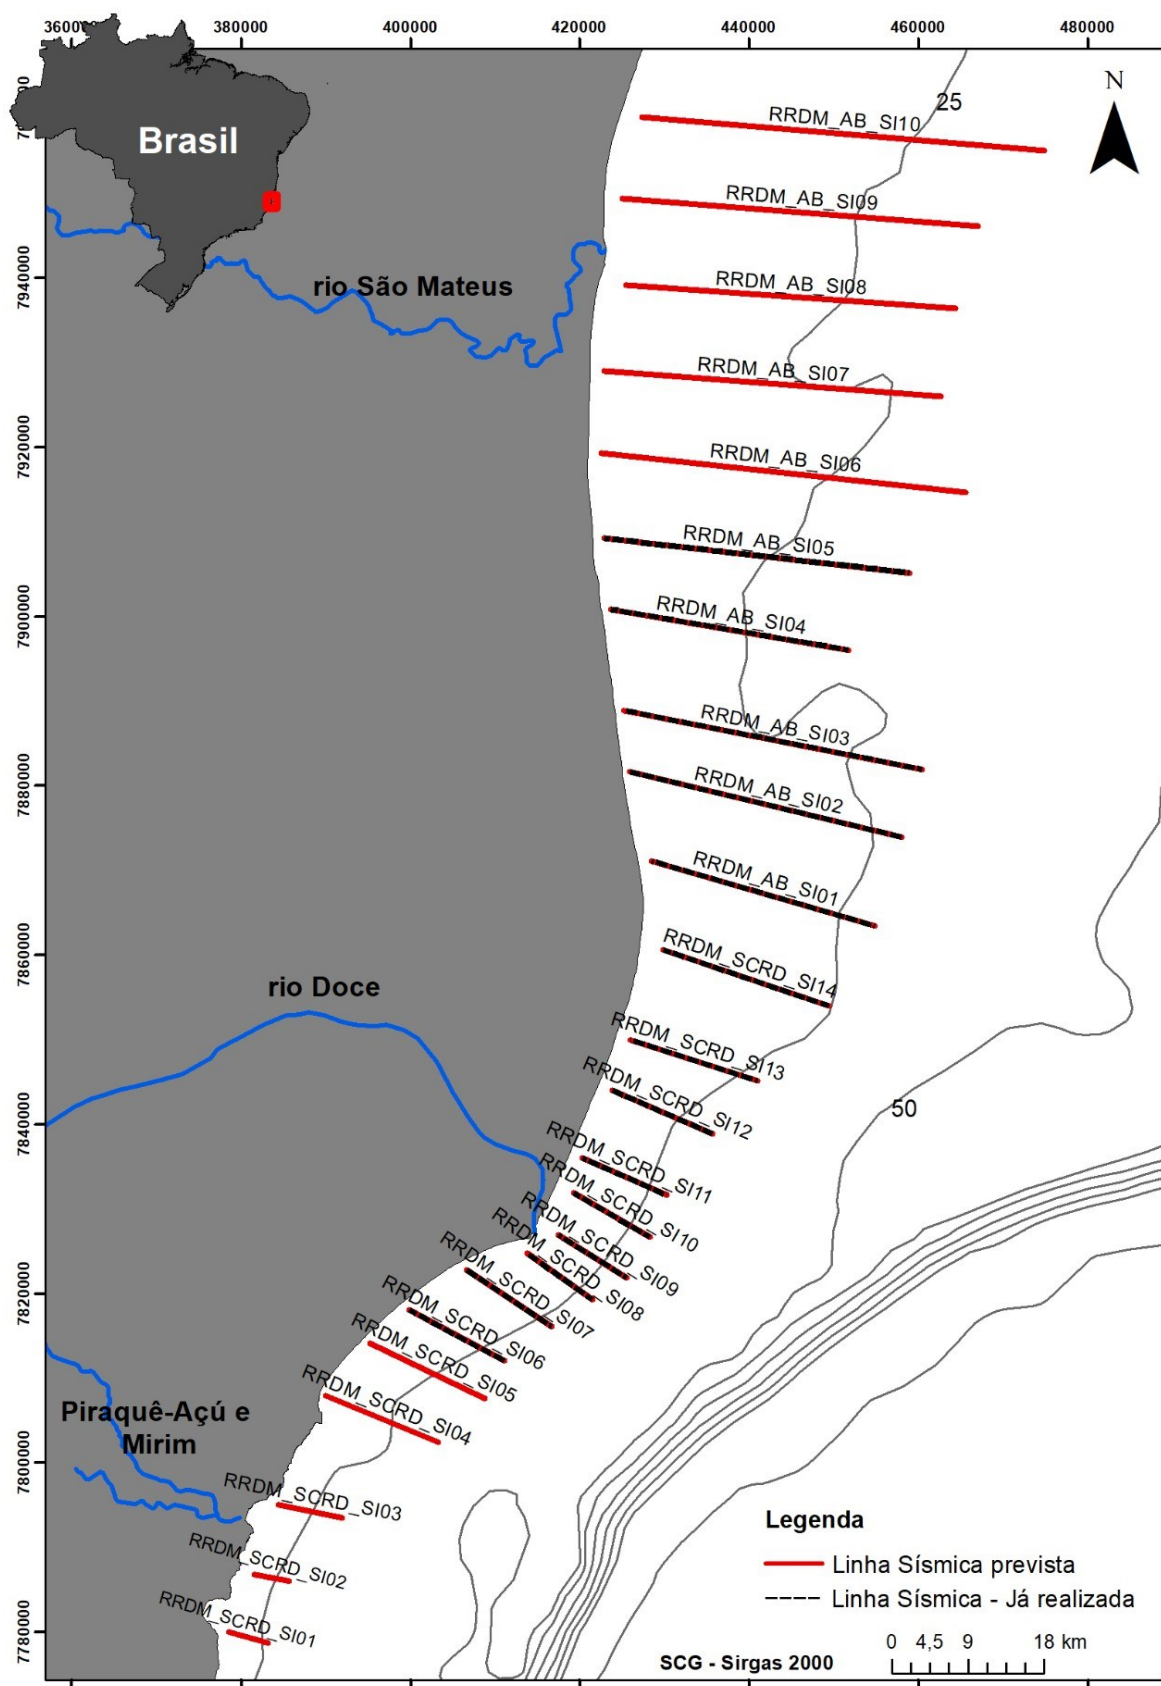 360000 380000 400000 420000 440000 460000 480000
N
25
Brasil
RRDM_AB_SI10
RRDM_AB_SI09
7940000
rio São Mateus
RRDM_AB_SI08
RRDM_AB_SI07
7920000
RRDM_AB_SI06
RRDM_AB_SI05
7900000
RRDM_AB_SI04
RRDM_AB_SI03
7880000
RRDM_AB_SI02
RRDM_AB_SI01
7860000
RRDM_SCRD_SI14
rio Doce
RRDM_SCRD_SI13
7840000
RRDM_SCRD_SI12
50
RRDM_SCRD_SI11
RRDM_SCRD_SI10
RRDM_SCRD_SI09
RRDM_SCRD_SI08
7820000
RRDM_SCRD_SI07
RRDM_SCRD_SI06
RRDM_SCRD_SI05
RRDM_SCRD_SI04
Piraquê-Açú e
Mirim
7800000
RRDM_SCRD_SI03
RRDM_SCRD_SI02
RRDM_SCRD_SI01
7780000
Legenda
Linha Sísmica prevista
Linha Sísmica - Já realizada
0 4,5 9 18 km
SCG - Sirgas 2000